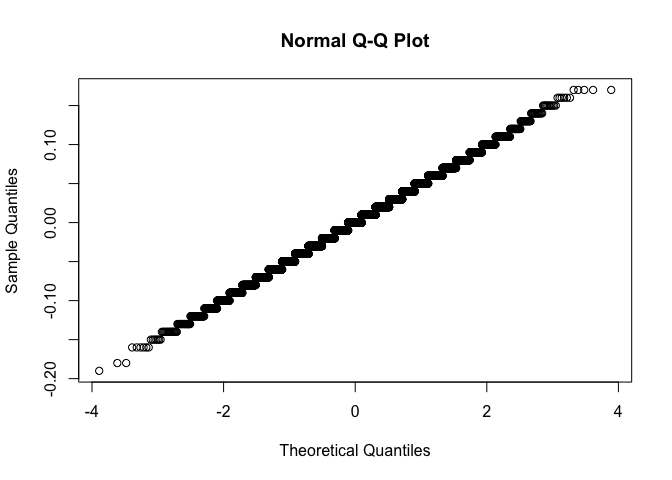 Normal Q-Q Plot
Sample Quantiles
0.10
0.00
-0.10
-0.20
-4 -2 0 2 4
Theoretical Quantiles